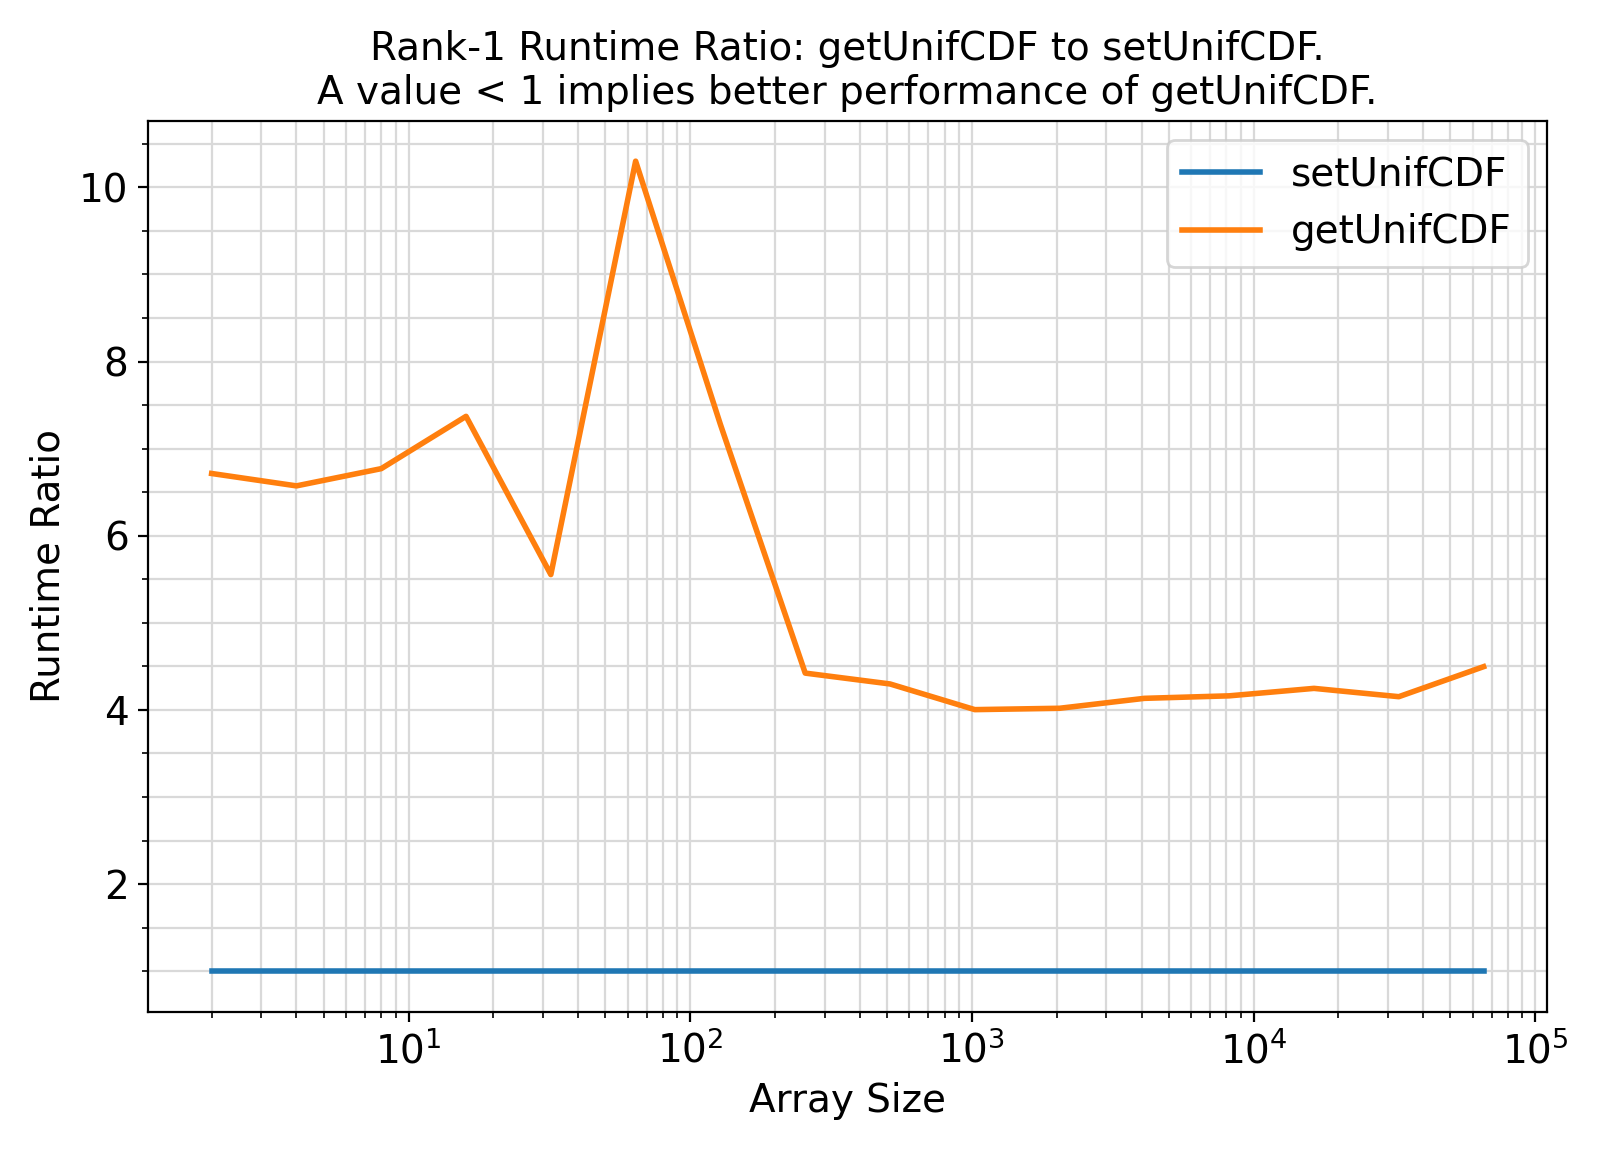 Rank-1 Runtime Ratio: getUnifCDF to setUnifCDF.
A value < 1 implies better performance of getUnifCDF.
setUnifCDF
getUnifCDF
Runtime Ratio
10
8
6
4
2
10¹ 10² 10³ 10⁴ 10⁵
Array Size